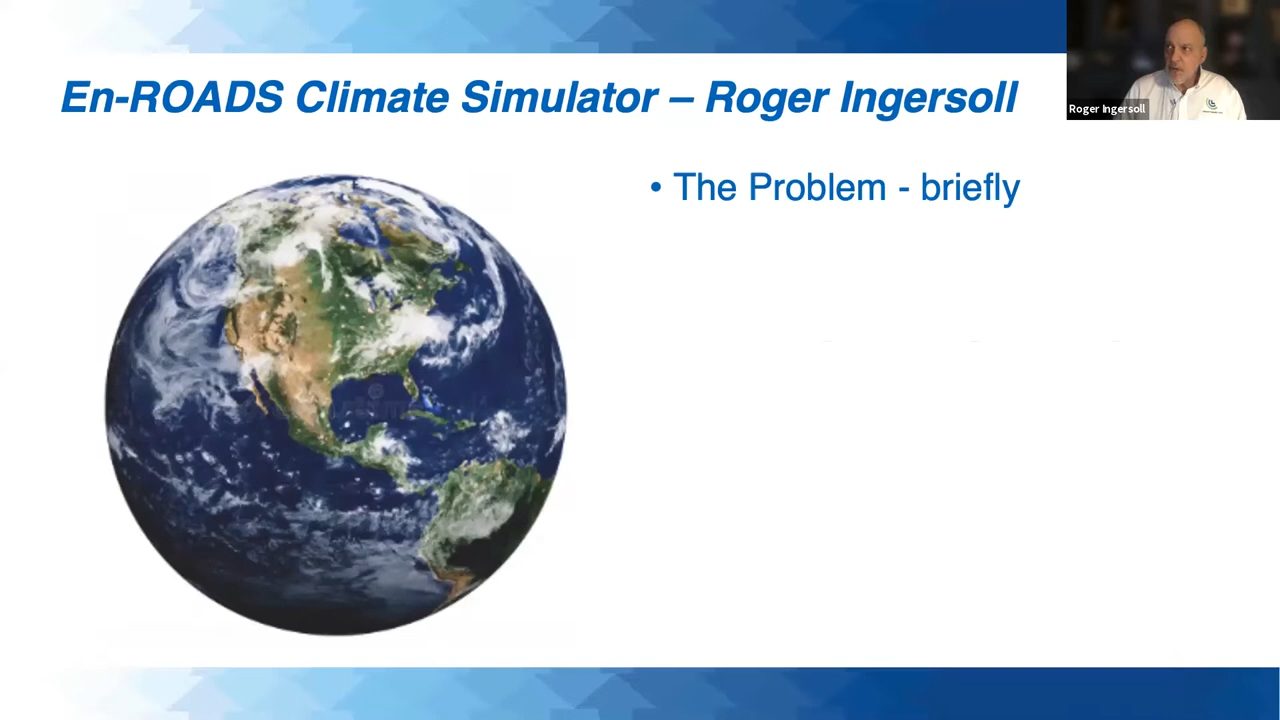 En-ROADS Climate Simulator – Roger Ingersoll
Roger Ingersoll
• The Problem - briefly